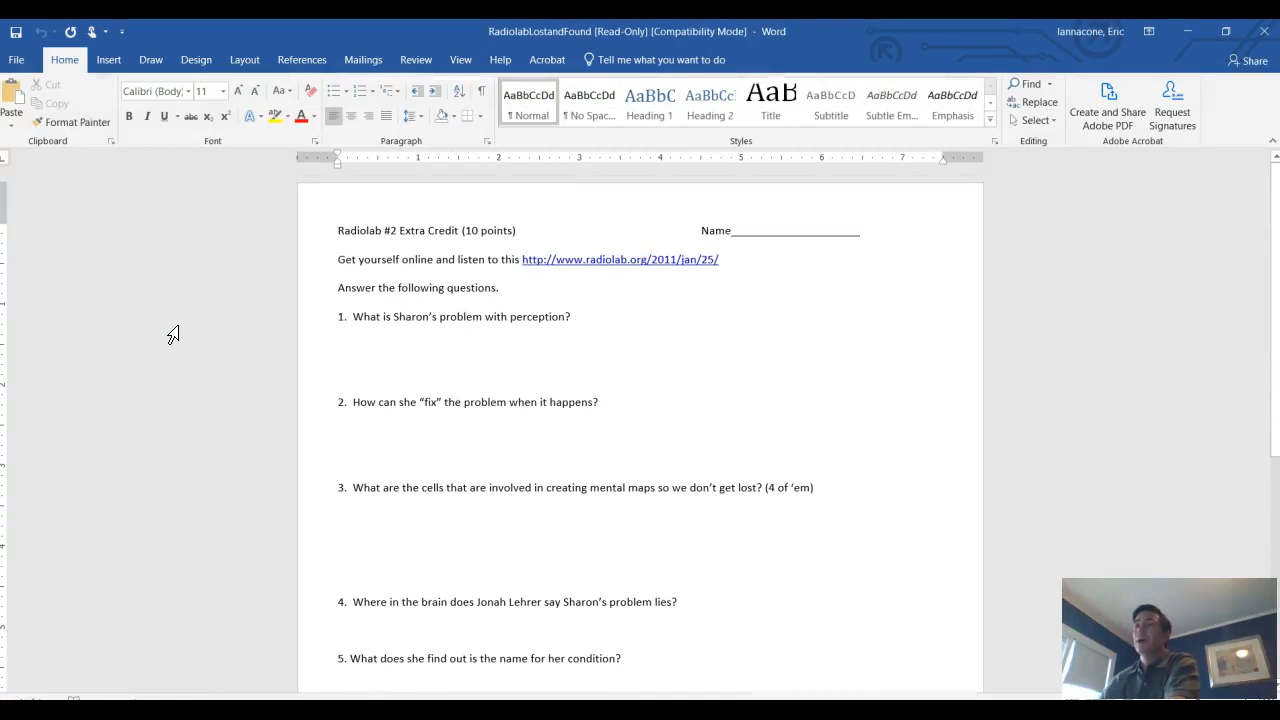 RadiolabLostandFound [Read-Only] [Compatibility Mode] - Word
Iannacone, Eric
File Home Insert Draw Design Layout References Mailings Review View Help Acrobat Tell me what you want to do
Share
Paste
Cut
Copy
Format Painter
Clipboard
Calibri (Body) 11
Font
Paragraph
AaBbCcDd AaBbCcDd AaBbC AaBbCc AaB AaBbCcD AaBbCcDd AaBbCcDd
¶ Normal ¶ No Spac... Heading 1 Heading 2 Title Subtitle Subtle Em... Emphasis
Styles
Find
Replace
Select
Editing
Create and Share Adobe PDF
Request Signatures
Adobe Acrobat
1 2 3 4 5 6 7
Radiolab #2 Extra Credit (10 points) Name____________________
Get yourself online and listen to this http://www.radiolab.org/2011/jan/25/
Answer the following questions.
1. What is Sharon’s problem with perception?
2. How can she “fix” the problem when it happens?
3. What are the cells that are involved in creating mental maps so we don’t get lost? (4 of ‘em)
4. Where in the brain does Jonah Lehrer say Sharon’s problem lies?
5. What does she find out is the name for her condition?